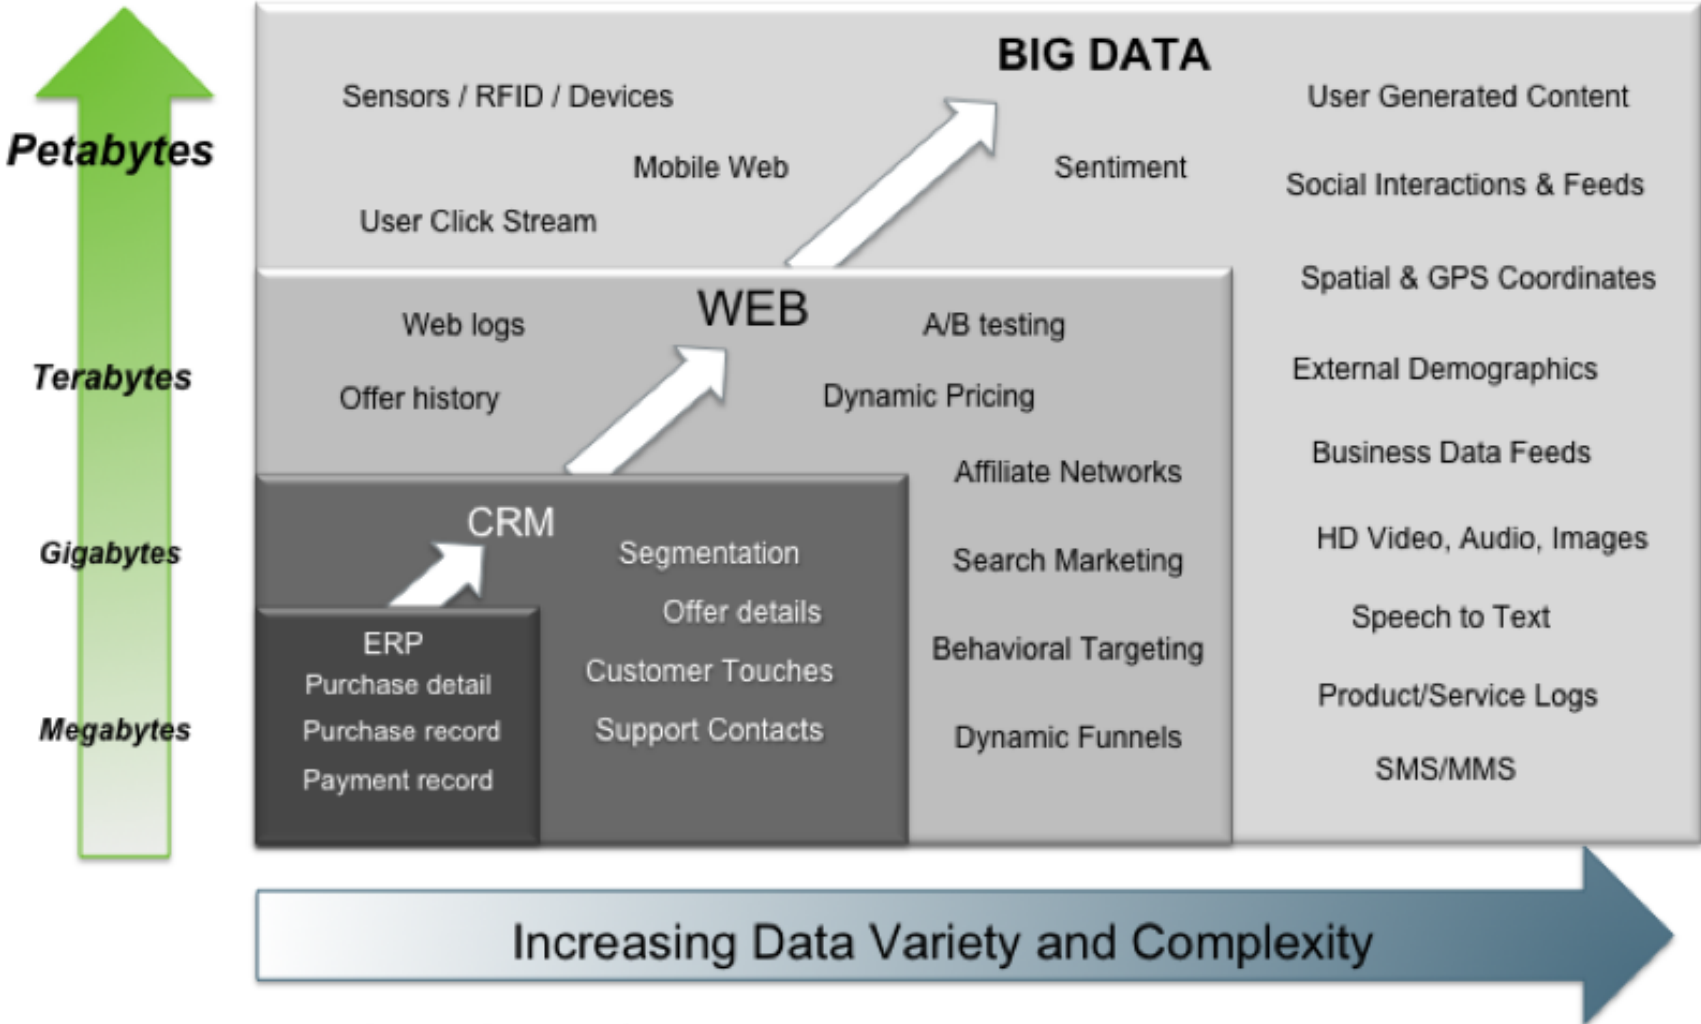 BIG DATA
Sensors / RFID / Devices
User Generated Content
Petabytes
Mobile Web
Sentiment
Social Interactions & Feeds
User Click Stream
Spatial & GPS Coordinates
WEB
Web logs
A/B testing
Terabytes
External Demographics
Offer history
Dynamic Pricing
Business Data Feeds
Affiliate Networks
CRM
HD Video, Audio, Images
Gigabytes
Segmentation
Search Marketing
Offer details
Speech to Text
ERP
Behavioral Targeting
Customer Touches
Purchase detail
Product/Service Logs
Megabytes
Purchase record
Support Contacts
Dynamic Funnels
SMS/MMS
Payment record
Increasing Data Variety and Complexity